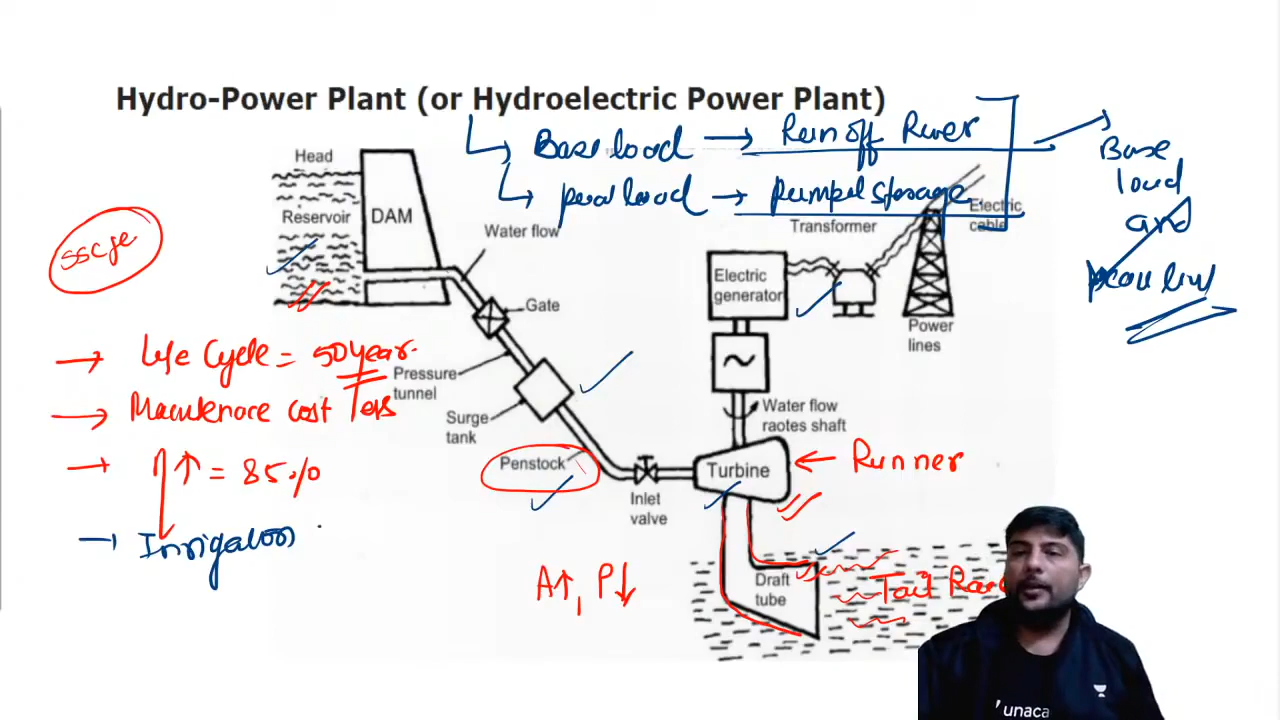 Hydro-Power Plant (or Hydroelectric Power Plant)
Base load → Run off River
peak load → pumped storage
Base
load
and
peak load
Head
Reservoir
DAM
Water flow
Gate
Pressure
tunnel
Surge
tank
Penstock
Inlet
valve
Turbine
← Runner
Water flow
raotes shaft
Electric
generator
Transformer
Electric
cable
Power
lines
Draft
tube
A↑, P↓
SSCJE
→ Life Cycle = 50 year.
→ Maintenance cost less
→ η↑ = 85%
→ Irrigation
unaca